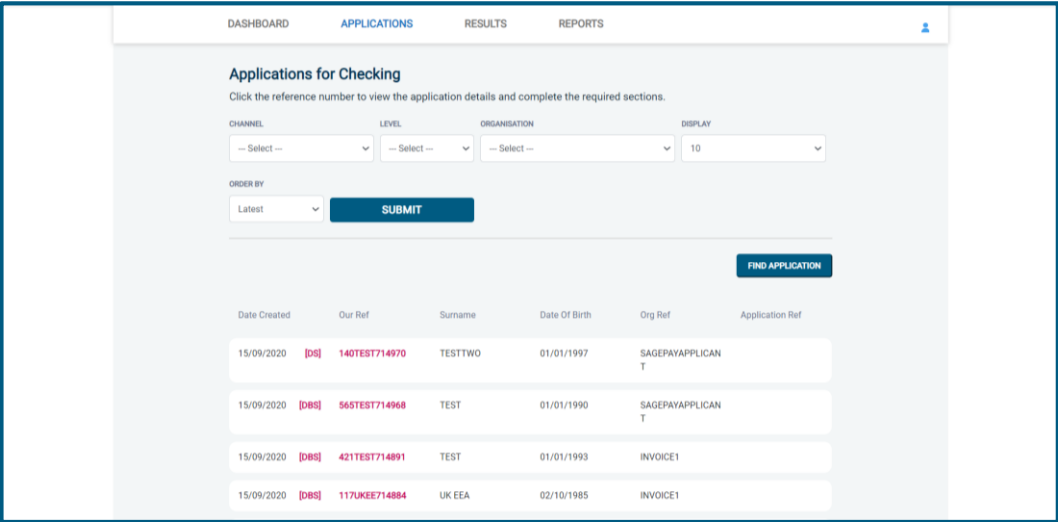 DASHBOARD APPLICATIONS RESULTS REPORTS
Applications for Checking
Click the reference number to view the application details and complete the required sections.
CHANNEL LEVEL ORGANISATION DISPLAY
--- Select --- --- Select --- --- Select --- 10
ORDER BY
Latest SUBMIT
FIND APPLICATION
Date Created Our Ref Surname Date Of Birth Org Ref Application Ref
15/09/2020 [DS] 140TEST714970 TESTTWO 01/01/1997 SAGEPAYAPPLICAN
T
15/09/2020 [DBS] 565TEST714968 TEST 01/01/1990 SAGEPAYAPPLICAN
T
15/09/2020 [DBS] 421TEST714891 TEST 01/01/1993 INVOICE1
15/09/2020 [DBS] 117UKEE714884 UK EEA 02/10/1985 INVOICE1